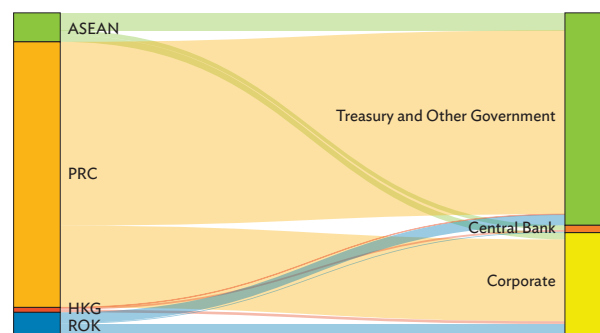 ASEAN
Treasury and Other Government
PRC
Central Bank
Corporate
HKG
ROK